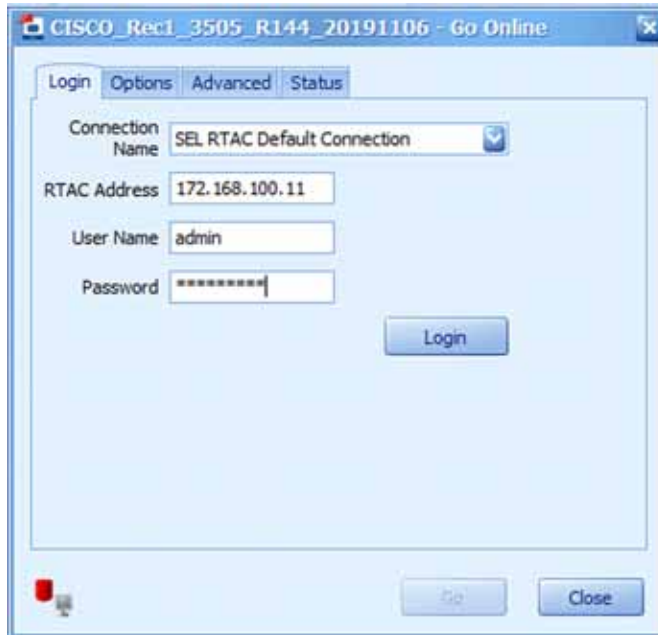 CISCO_Rec1_3505_R144_20191106 - Go Online
Login Options Advanced Status
Connection Name SEL RTAC Default Connection
RTAC Address 172.168.100.11
User Name admin
Password *********
Login
Go Close